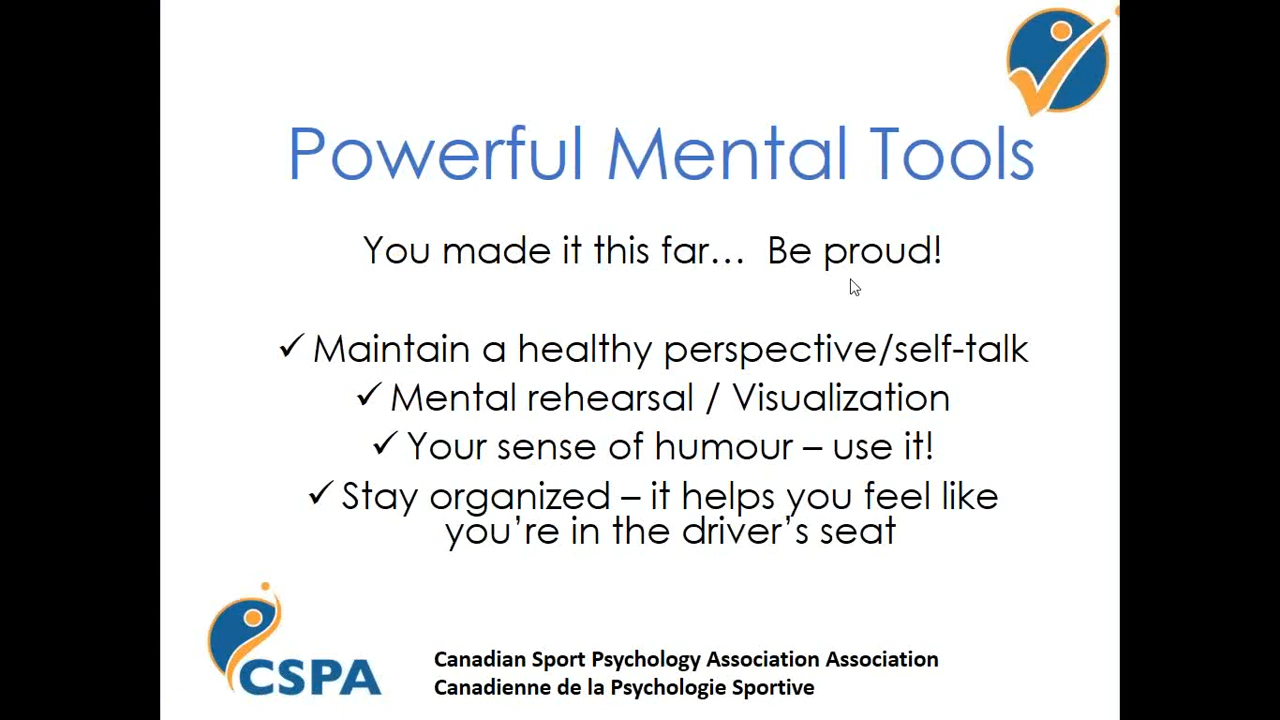 Powerful Mental Tools
You made it this far… Be proud!
✓ Maintain a healthy perspective/self-talk
✓ Mental rehearsal / Visualization
✓ Your sense of humour – use it!
✓ Stay organized – it helps you feel like
you’re in the driver’s seat
CSPA
Canadian Sport Psychology Association Association
Canadienne de la Psychologie Sportive